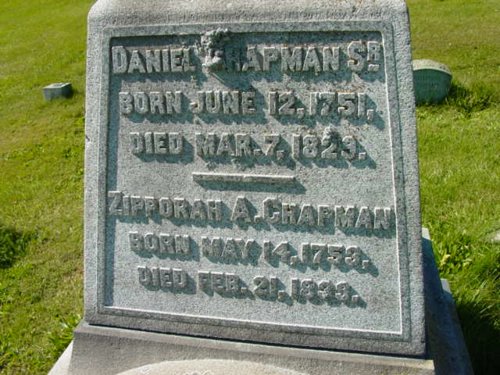 DANIEL CHAPMAN SR
BORN JUNE 12, 1751,
DIED MAR. 7, 1823.
ZIPPORAH A. CHAPMAN
BORN MAY 14, 1753.
DIED FEB. 21, 1833.